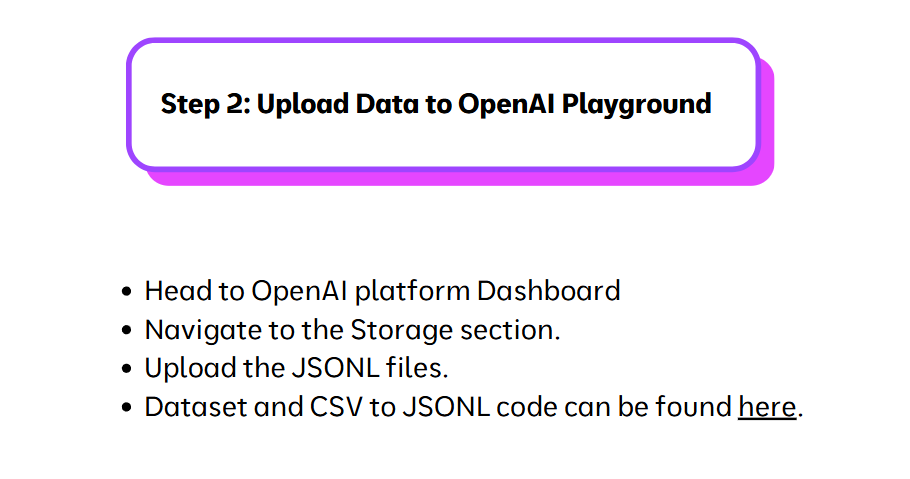 Step 2: Upload Data to OpenAI Playground
• Head to OpenAI platform Dashboard
• Navigate to the Storage section.
• Upload the JSONL files.
• Dataset and CSV to JSONL code can be found here.